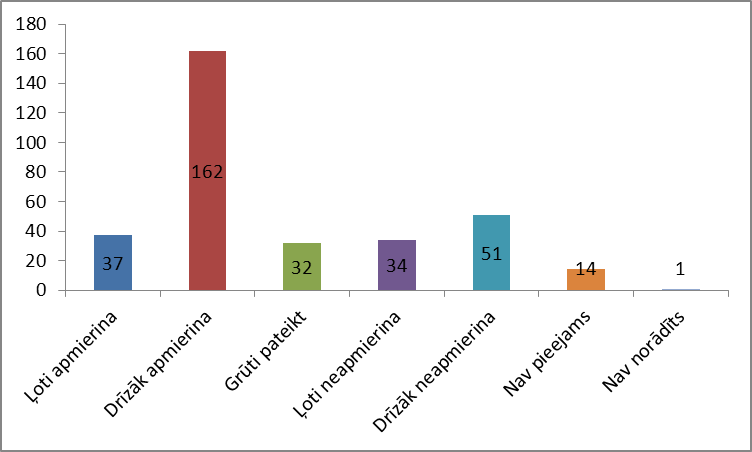 180
160
140
120
100
80
60
40
20
0
37
162
32
34
51
14
1
Ļoti apmierina
Drīzāk apmierina
Grūti pateikt
Ļoti neapmierina
Drīzāk neapmierina
Nav pieejams
Nav norādīts